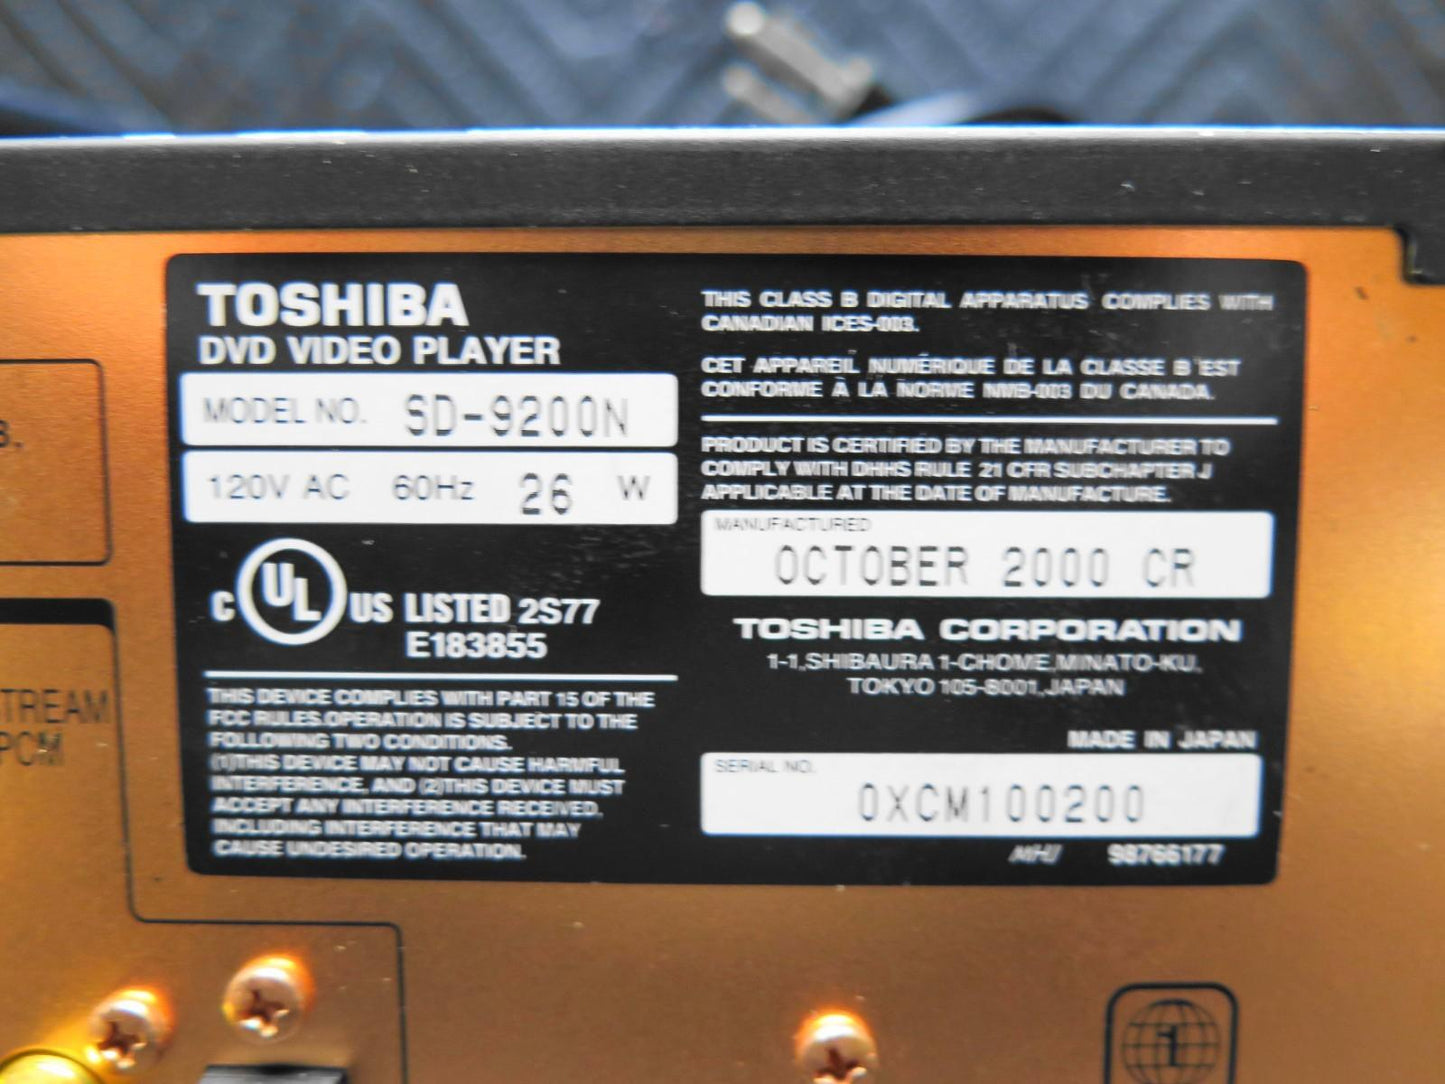 TOSHIBA
DVD VIDEO PLAYER
MODEL NO. SD-9200N
120V AC 60Hz 26 W
C UL US LISTED 2S77
E183855
THIS DEVICE COMPLIES WITH PART 15 OF THE
FCC RULES.OPERATION IS SUBJECT TO THE
FOLLOWING TWO CONDITIONS.
(1)THIS DEVICE MAY NOT CAUSE HARMFUL
INTERFERENCE, AND (2)THIS DEVICE MUST
ACCEPT ANY INTERFERENCE RECEIVED,
INCLUDING INTERFERENCE THAT MAY
CAUSE UNDESIRED OPERATION.
THIS CLASS B DIGITAL APPARATUS COMPLIES WITH
CANADIAN ICES-003.
CET APPAREIL NUMÉRIQUE DE LA CLASSE B EST
CONFORME À LA NORME NMB-003 DU CANADA.
PRODUCT IS CERTIFIED BY THE MANUFACTURER TO
COMPLY WITH DHHS RULE 21 CFR SUBCHAPTER J
APPLICABLE AT THE DATE OF MANUFACTURE.
MANUFACTURED
OCTOBER 2000 CR
TOSHIBA CORPORATION
1-1,SHIBAURA 1-CHOME,MINATO-KU,
TOKYO 105-8001,JAPAN
MADE IN JAPAN
SERIAL NO.
0XCM100200
MHI 98766177
TREAM
PCM
i